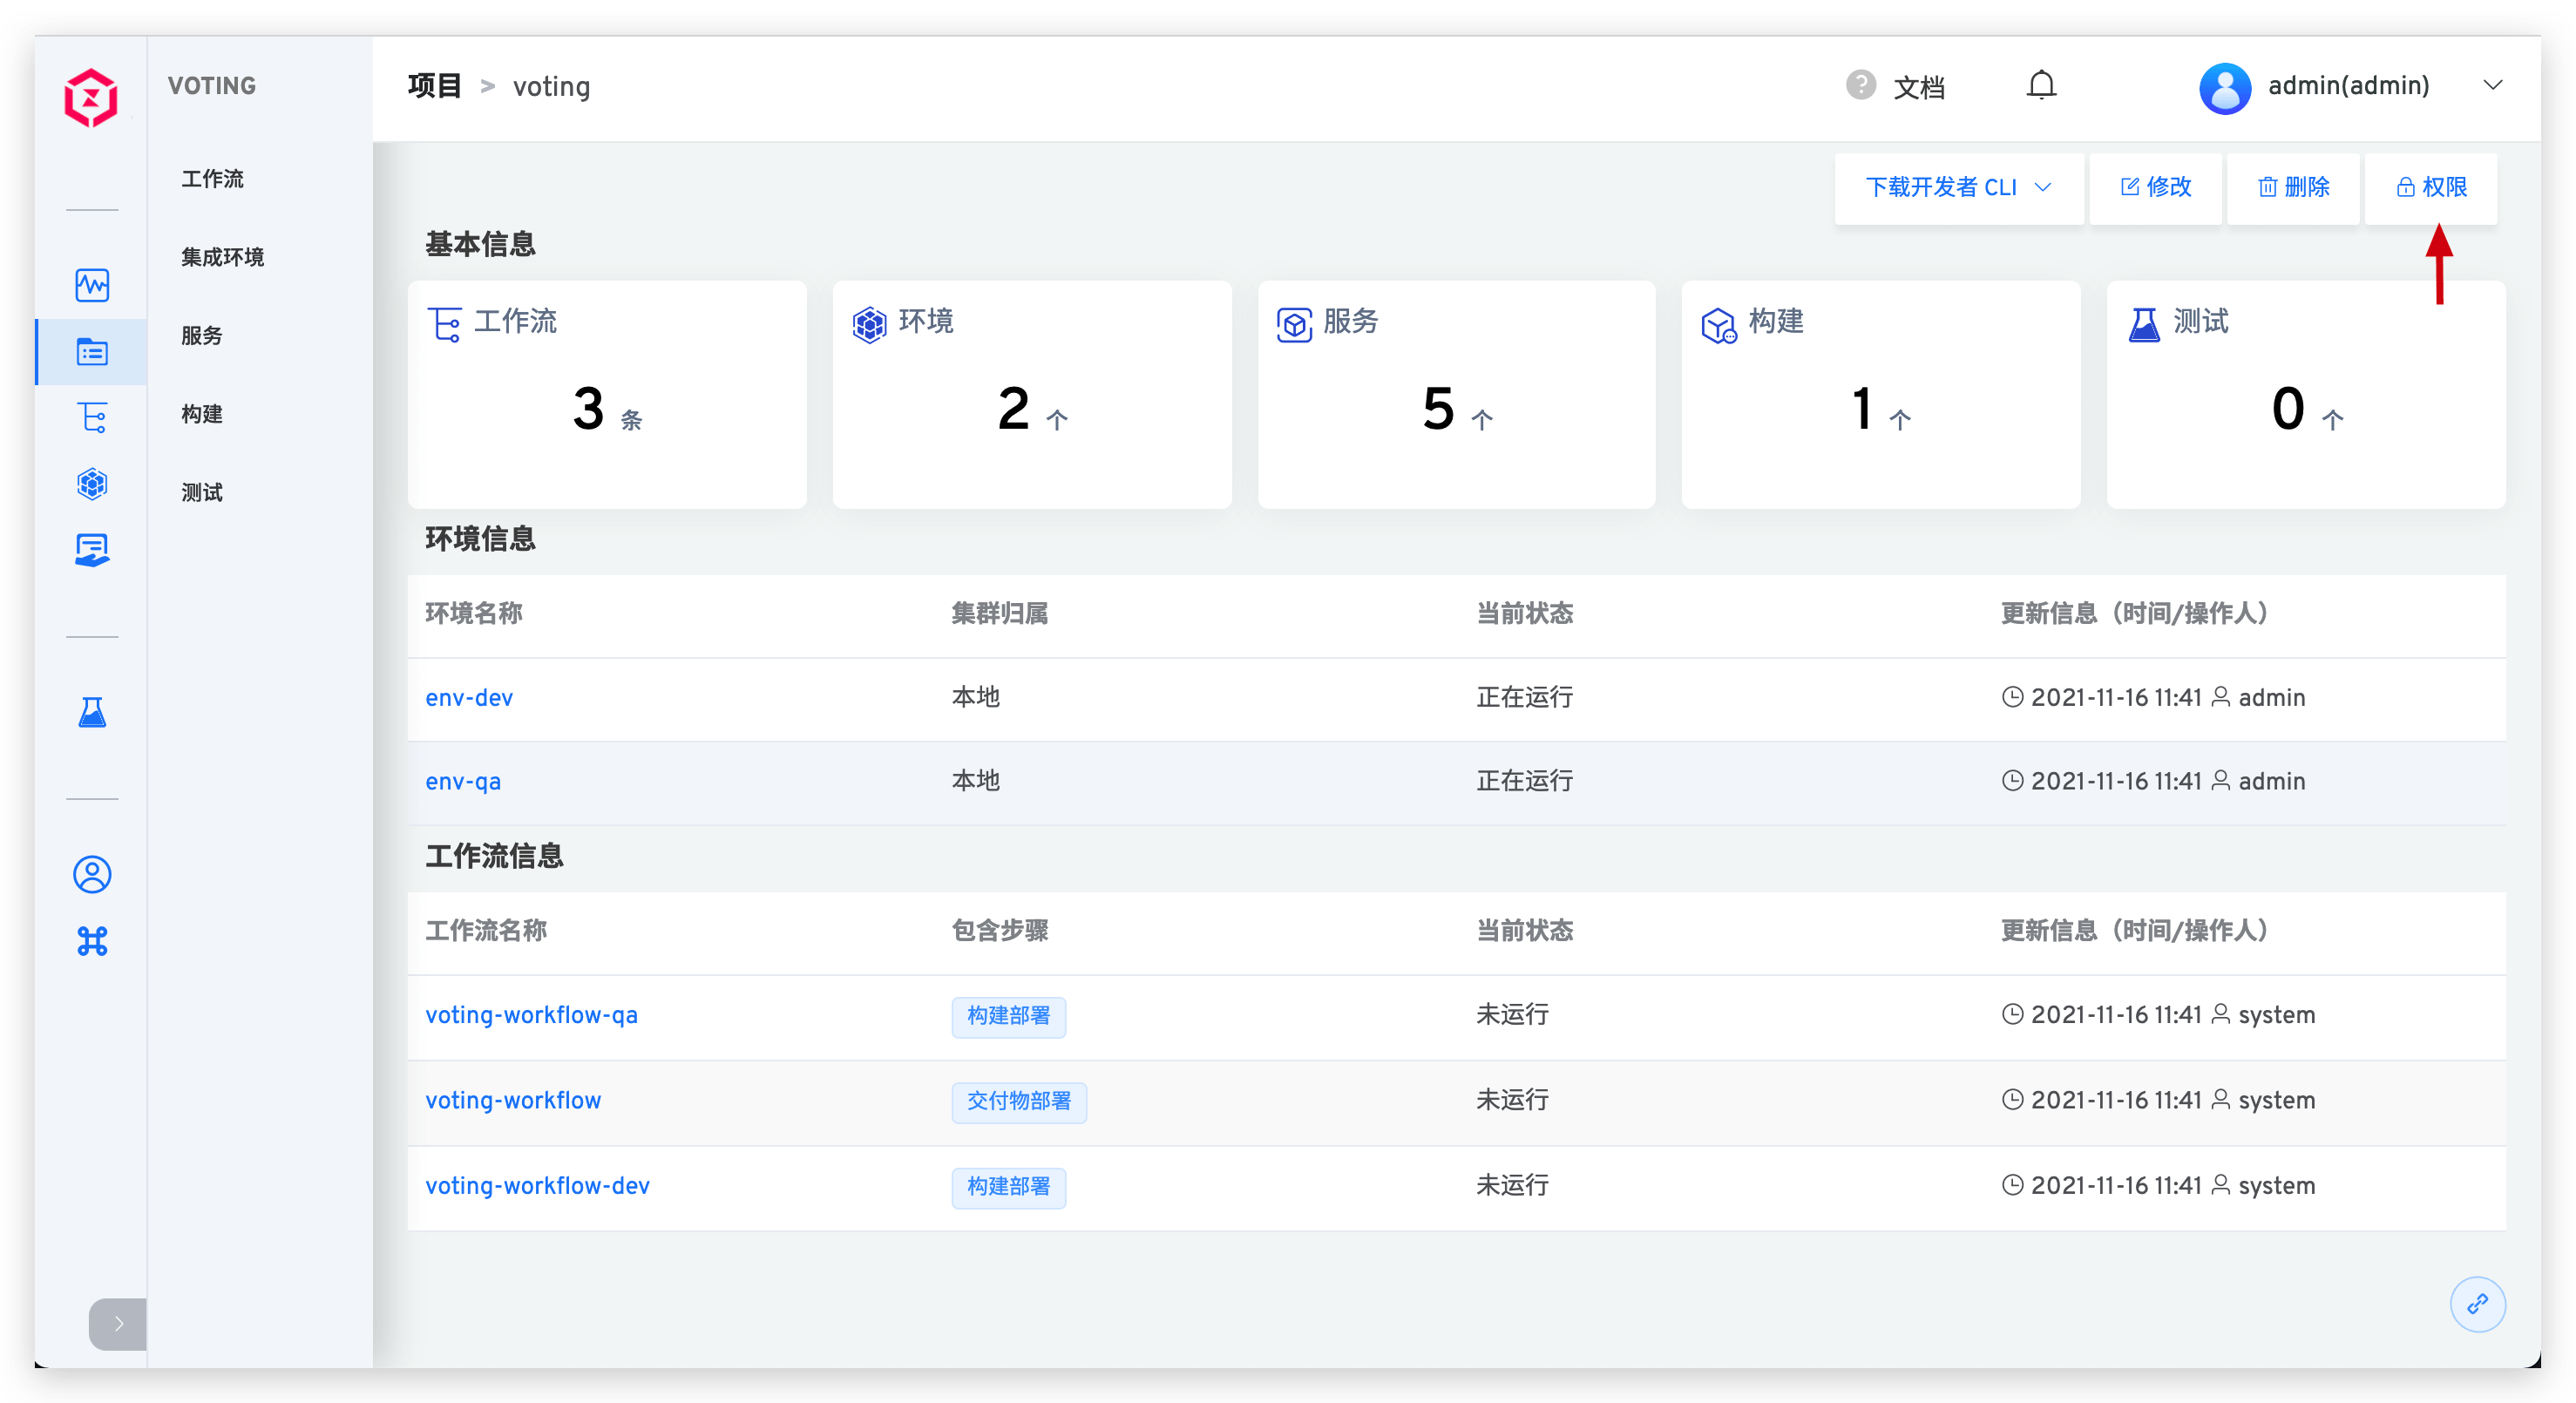 VOTING
工作流
集成环境
服务
构建
测试
项目 > voting
? 文档
admin(admin)
下载开发者 CLI
修改
删除
权限
基本信息
工作流
3 条
环境
2 个
服务
5 个
构建
1 个
测试
0 个
环境信息
环境名称 集群归属 当前状态 更新信息（时间/操作人）
env-dev 本地 正在运行 2021-11-16 11:41 admin
env-qa 本地 正在运行 2021-11-16 11:41 admin
工作流信息
工作流名称 包含步骤 当前状态 更新信息（时间/操作人）
voting-workflow-qa 构建部署 未运行 2021-11-16 11:41 system
voting-workflow 交付物部署 未运行 2021-11-16 11:41 system
voting-workflow-dev 构建部署 未运行 2021-11-16 11:41 system